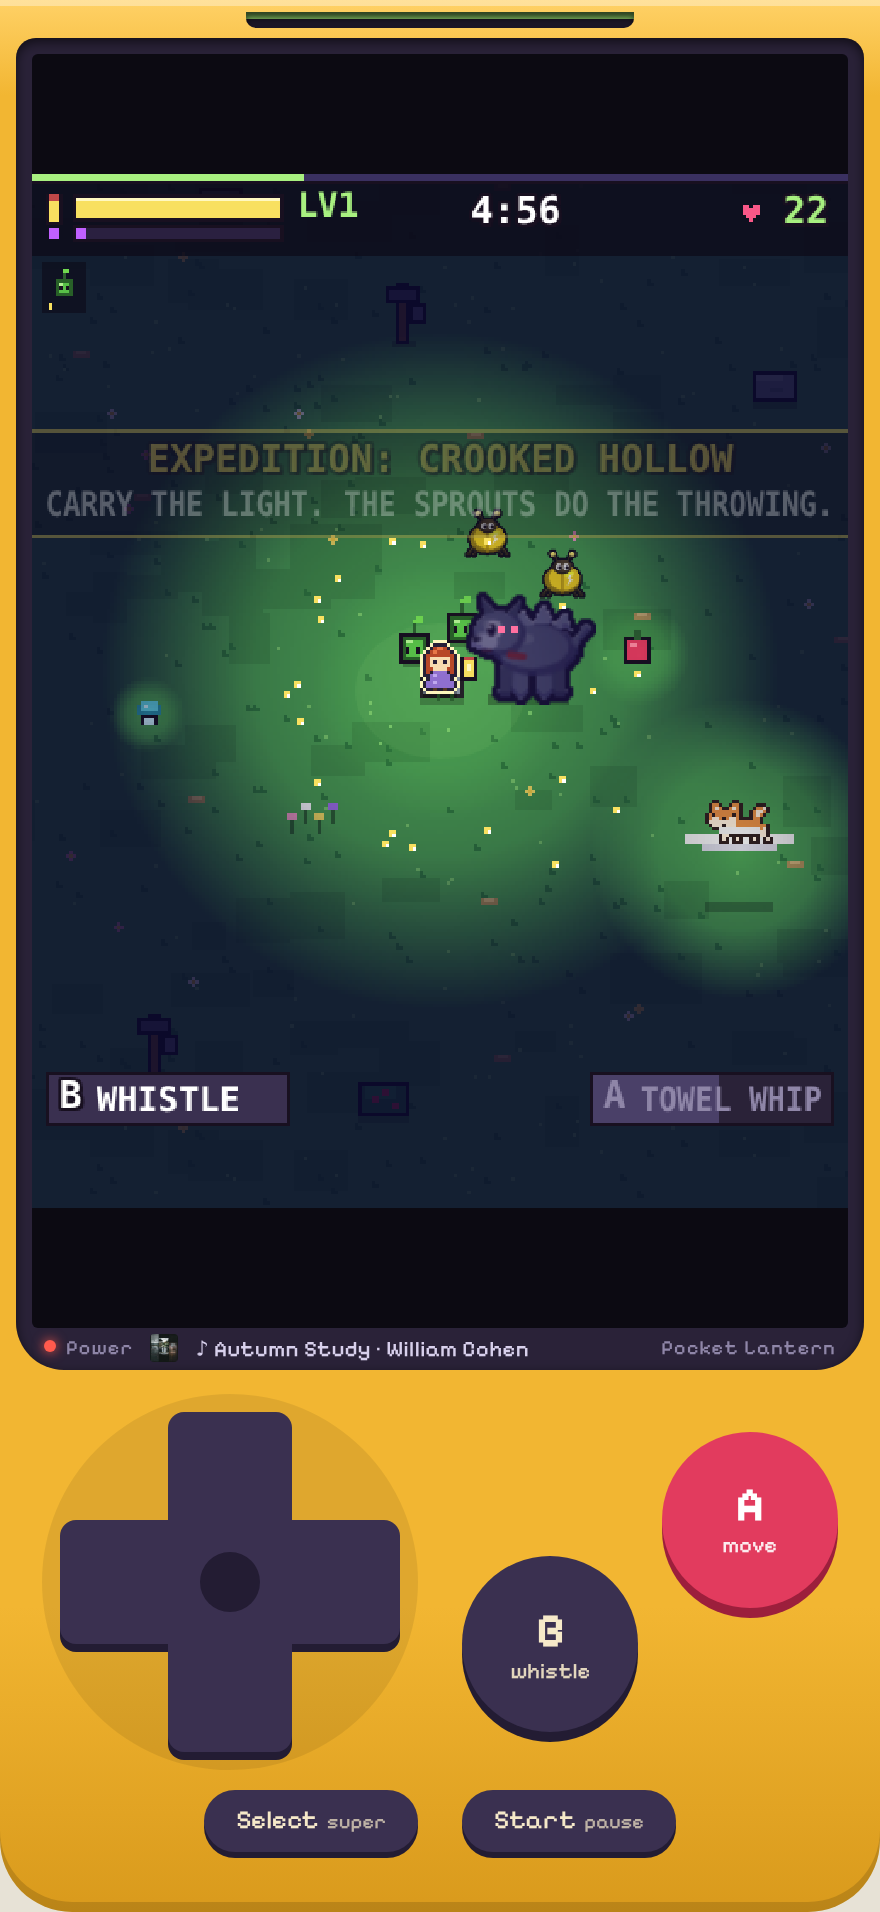 LV1
4:56
22
EXPEDITION: CROOKED HOLLOW
CARRY THE LIGHT. THE SPROUTS DO THE THROWING.
B WHISTLE
A TOWEL WHIP
Power
♪ Autumn Study · William Cohen
Pocket Lantern
A
move
B
whistle
Select super
Start pause